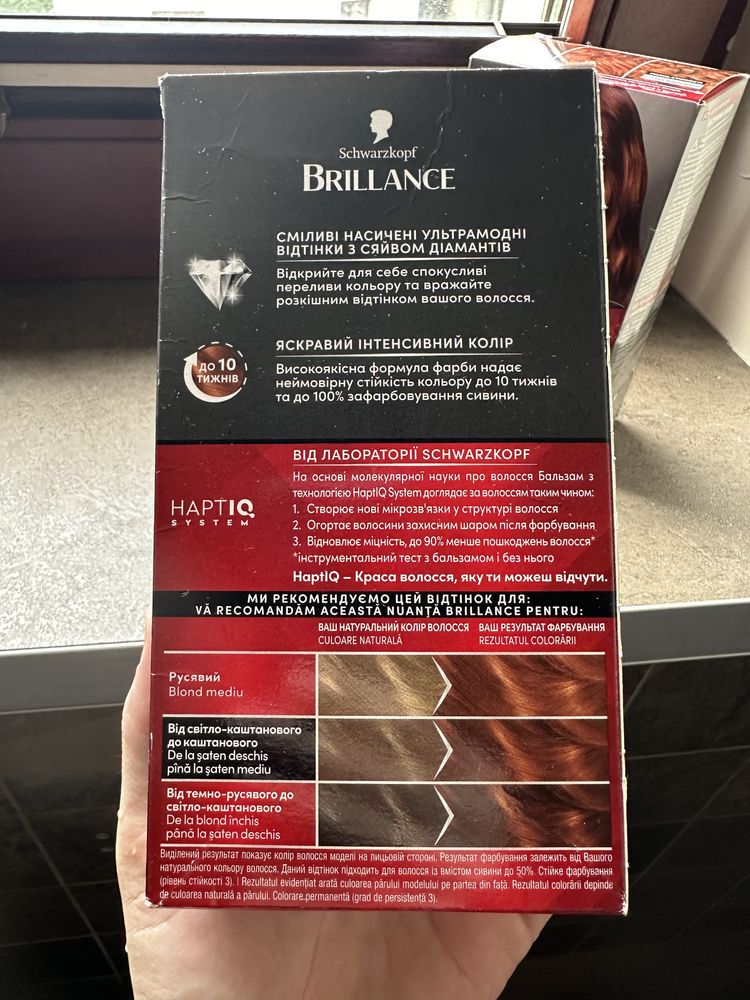 Schwarzkopf
BRILLANCE
СМІЛИВІ НАСИЧЕНІ УЛЬТРАМОДНІ
ВІДТІНКИ З СЯЙВОМ ДІАМАНТІВ
Відкрийте для себе спокусливі
переливи кольору та вражайте
розкішним відтінком вашого волосся.
ДО 10
ТИЖНІВ
ЯСКРАВИЙ ІНТЕНСИВНИЙ КОЛІР
Високоякісна формула фарби надає
неймовірну стійкість кольору до 10 тижнів
та до 100% зафарбовування сивини.
HAPTIQ
SYSTEM
ВІД ЛАБОРАТОРІЇ SCHWARZKOPF
На основі молекулярної науки про волосся Бальзам з
технологією HaptIQ System доглядає за волоссям таким чином:
1. Створює нові мікрозв'язки у структурі волосся
2. Огортає волосини захисним шаром після фарбування
3. Відновлює міцність, до 90% менше пошкоджень волосся*
*інструментальний тест з бальзамом і без нього
HaptIQ – Краса волосся, яку ти можеш відчути.
МИ РЕКОМЕНДУЄМО ЦЕЙ ВІДТІНОК ДЛЯ:
VĂ RECOMANDĂM ACEASTĂ NUANȚĂ BRILLANCE PENTRU:
ВАШ НАТУРАЛЬНИЙ КОЛІР ВОЛОССЯ
CULOARE NATURALĂ
ВАШ РЕЗУЛЬТАТ ФАРБУВАННЯ
REZULTATUL COLORĂRII
Русявий
Blond mediu
Від світло-каштанового
до каштанового
De la șaten deschis
pînă la șaten mediu
Від темно-русявого до
світло-каштанового
De la blond închis
până la șaten deschis
Виділений результат показує колір волосся моделі на лицьовій стороні. Результат фарбування залежить від Вашого
натурального кольору волосся. Даний відтінок підходить для волосся із вмістом сивини до 50%. Стійке фарбування
(рівень стійкості 3). | Rezultatul evidențiat arată culoarea părului modelului pe partea din față. Rezultatul colorării depinde
de culoarea naturală a părului. Colorare permanentă (grad de persistență 3).